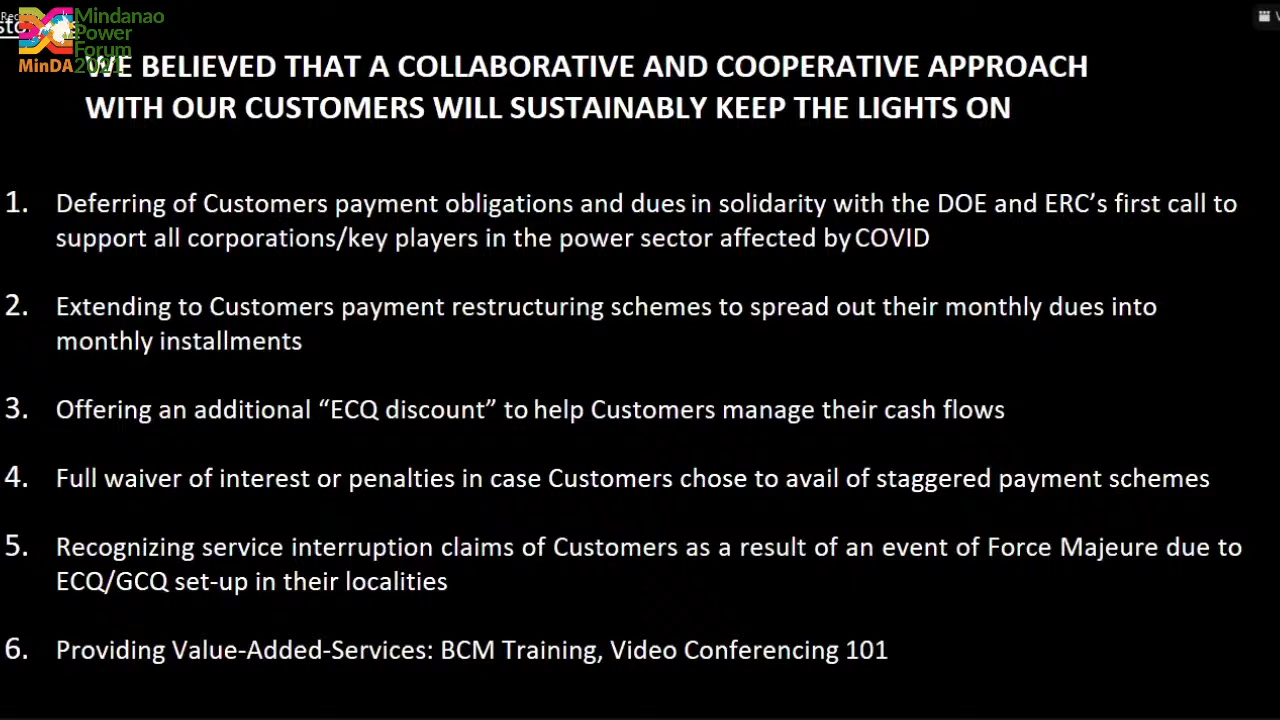 Mindanao
Power
Forum
MinDA 2021
WE BELIEVED THAT A COLLABORATIVE AND COOPERATIVE APPROACH
WITH OUR CUSTOMERS WILL SUSTAINABLY KEEP THE LIGHTS ON
1. Deferring of Customers payment obligations and dues in solidarity with the DOE and ERC’s first call to
support all corporations/key players in the power sector affected by COVID
2. Extending to Customers payment restructuring schemes to spread out their monthly dues into
monthly installments
3. Offering an additional “ECQ discount” to help Customers manage their cash flows
4. Full waiver of interest or penalties in case Customers chose to avail of staggered payment schemes
5. Recognizing service interruption claims of Customers as a result of an event of Force Majeure due to
ECQ/GCQ set-up in their localities
6. Providing Value-Added-Services: BCM Training, Video Conferencing 101